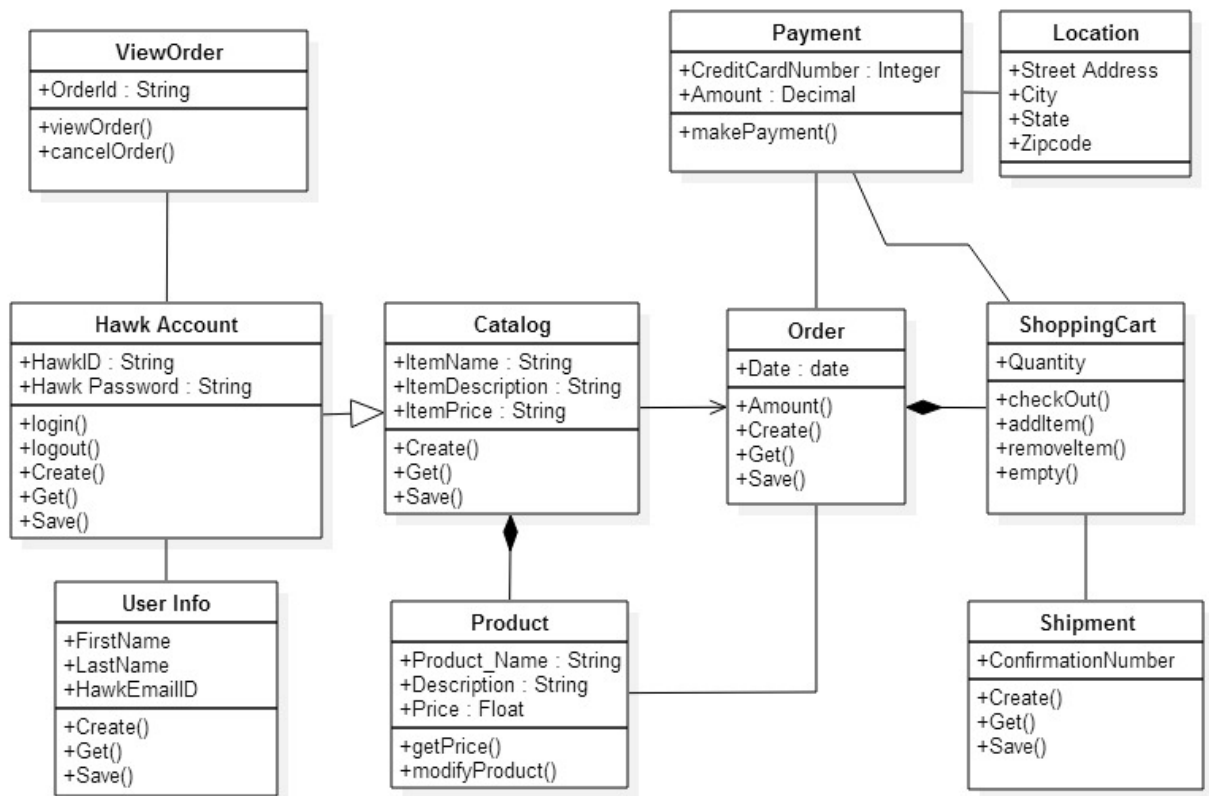 ViewOrder
+OrderId : String
+viewOrder()
+cancelOrder()
Payment
+CreditCardNumber : Integer
+Amount : Decimal
+makePayment()
Location
+Street Address
+City
+State
+Zipcode
Hawk Account
+HawkID : String
+Hawk Password : String
+login()
+logout()
+Create()
+Get()
+Save()
Catalog
+ItemName : String
+ItemDescription : String
+ItemPrice : String
+Create()
+Get()
+Save()
Order
+Date : date
+Amount()
+Create()
+Get()
+Save()
ShoppingCart
+Quantity
+checkOut()
+addItem()
+removeItem()
+empty()
User Info
+FirstName
+LastName
+HawkEmailID
+Create()
+Get()
+Save()
Product
+Product_Name : String
+Description : String
+Price : Float
+getPrice()
+modifyProduct()
Shipment
+ConfirmationNumber
+Create()
+Get()
+Save()